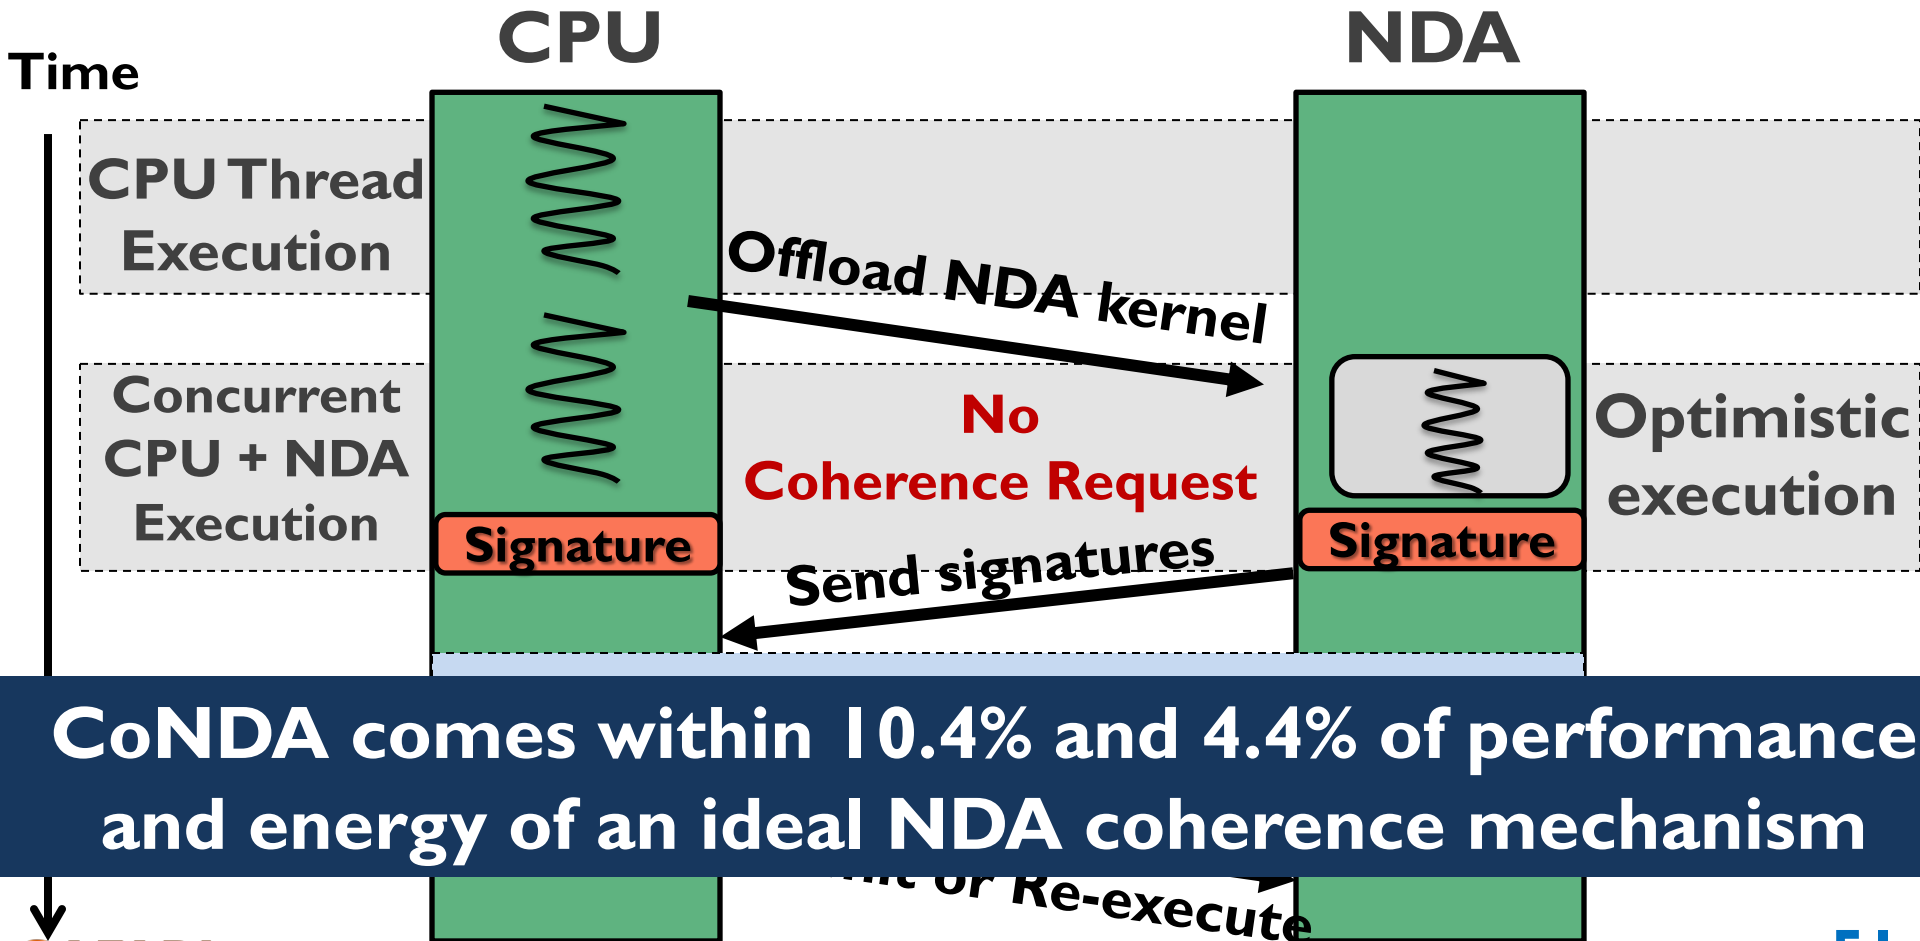 CPU
NDA
Time
CPU Thread
Execution
Offload NDA kernel
Concurrent
CPU + NDA
Execution
No
Coherence Request
Optimistic
execution
Signature
Signature
Send signatures
CoNDA comes within 10.4% and 4.4% of performance
and energy of an ideal NDA coherence mechanism
or Re-execute